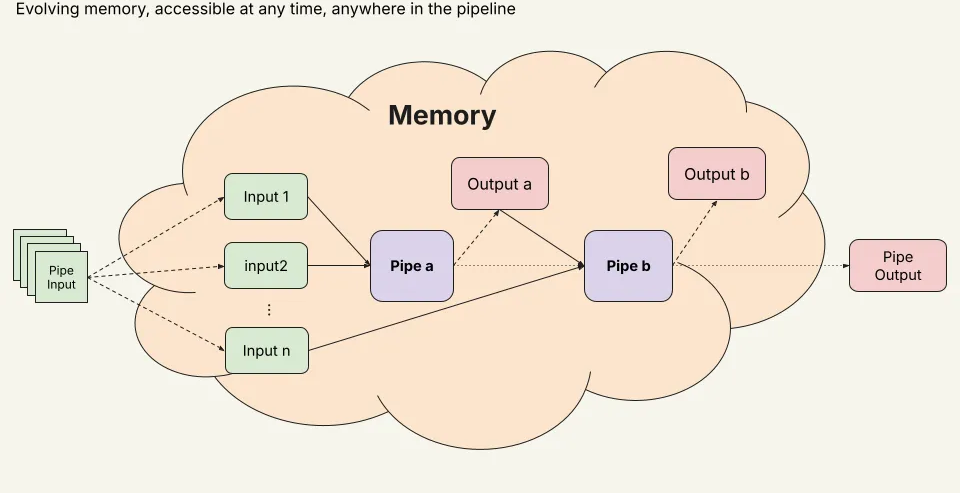 Evolving memory, accessible at any time, anywhere in the pipeline
Memory
Input 1
Output a
Output b
Pipe
Input
input2
Pipe a
Pipe b
Pipe
Output
⋮
Input n